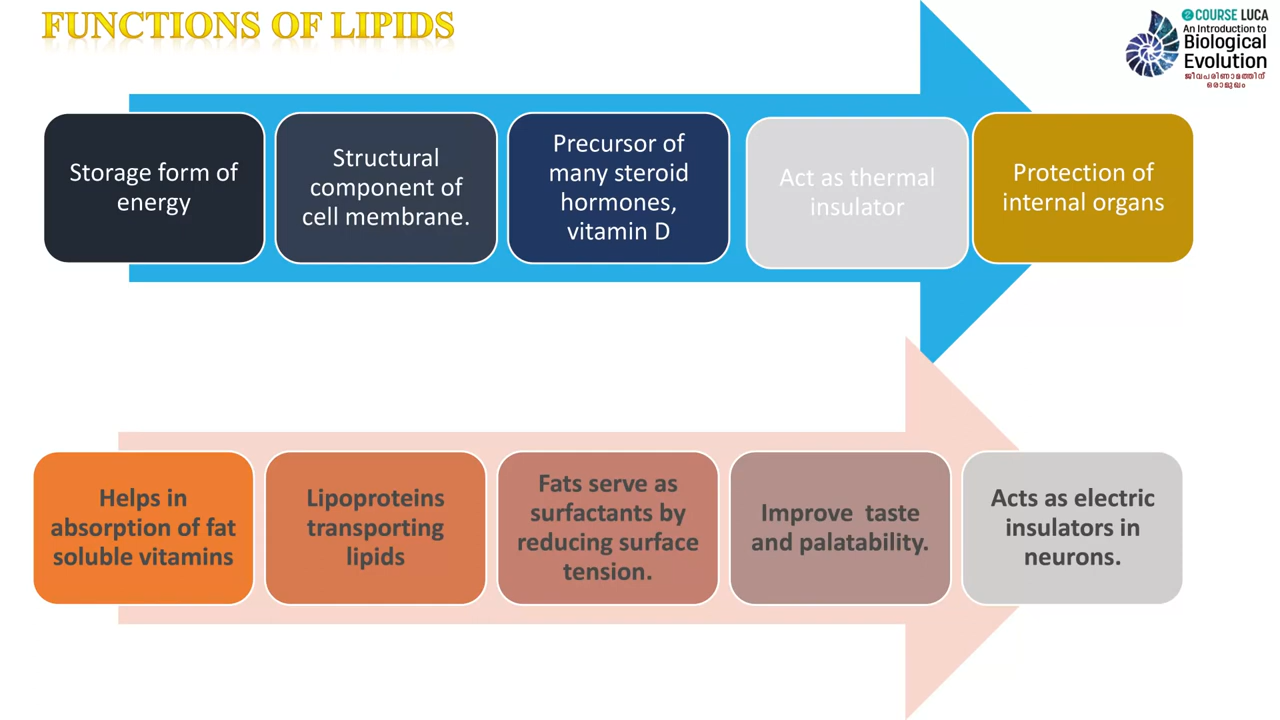 FUNCTIONS OF LIPIDS
COURSE LUCA
An Introduction to
Biological
Evolution
ജീവപരിണാമത്തിന്
ഒരാമുഖം
Storage form of
energy
Structural
component of
cell membrane.
Precursor of
many steroid
hormones,
vitamin D
Act as thermal
insulator
Protection of
internal organs
Helps in
absorption of fat
soluble vitamins
Lipoproteins
transporting
lipids
Fats serve as
surfactants by
reducing surface
tension.
Improve  taste
and palatability.
Acts as electric
insulators in
neurons.